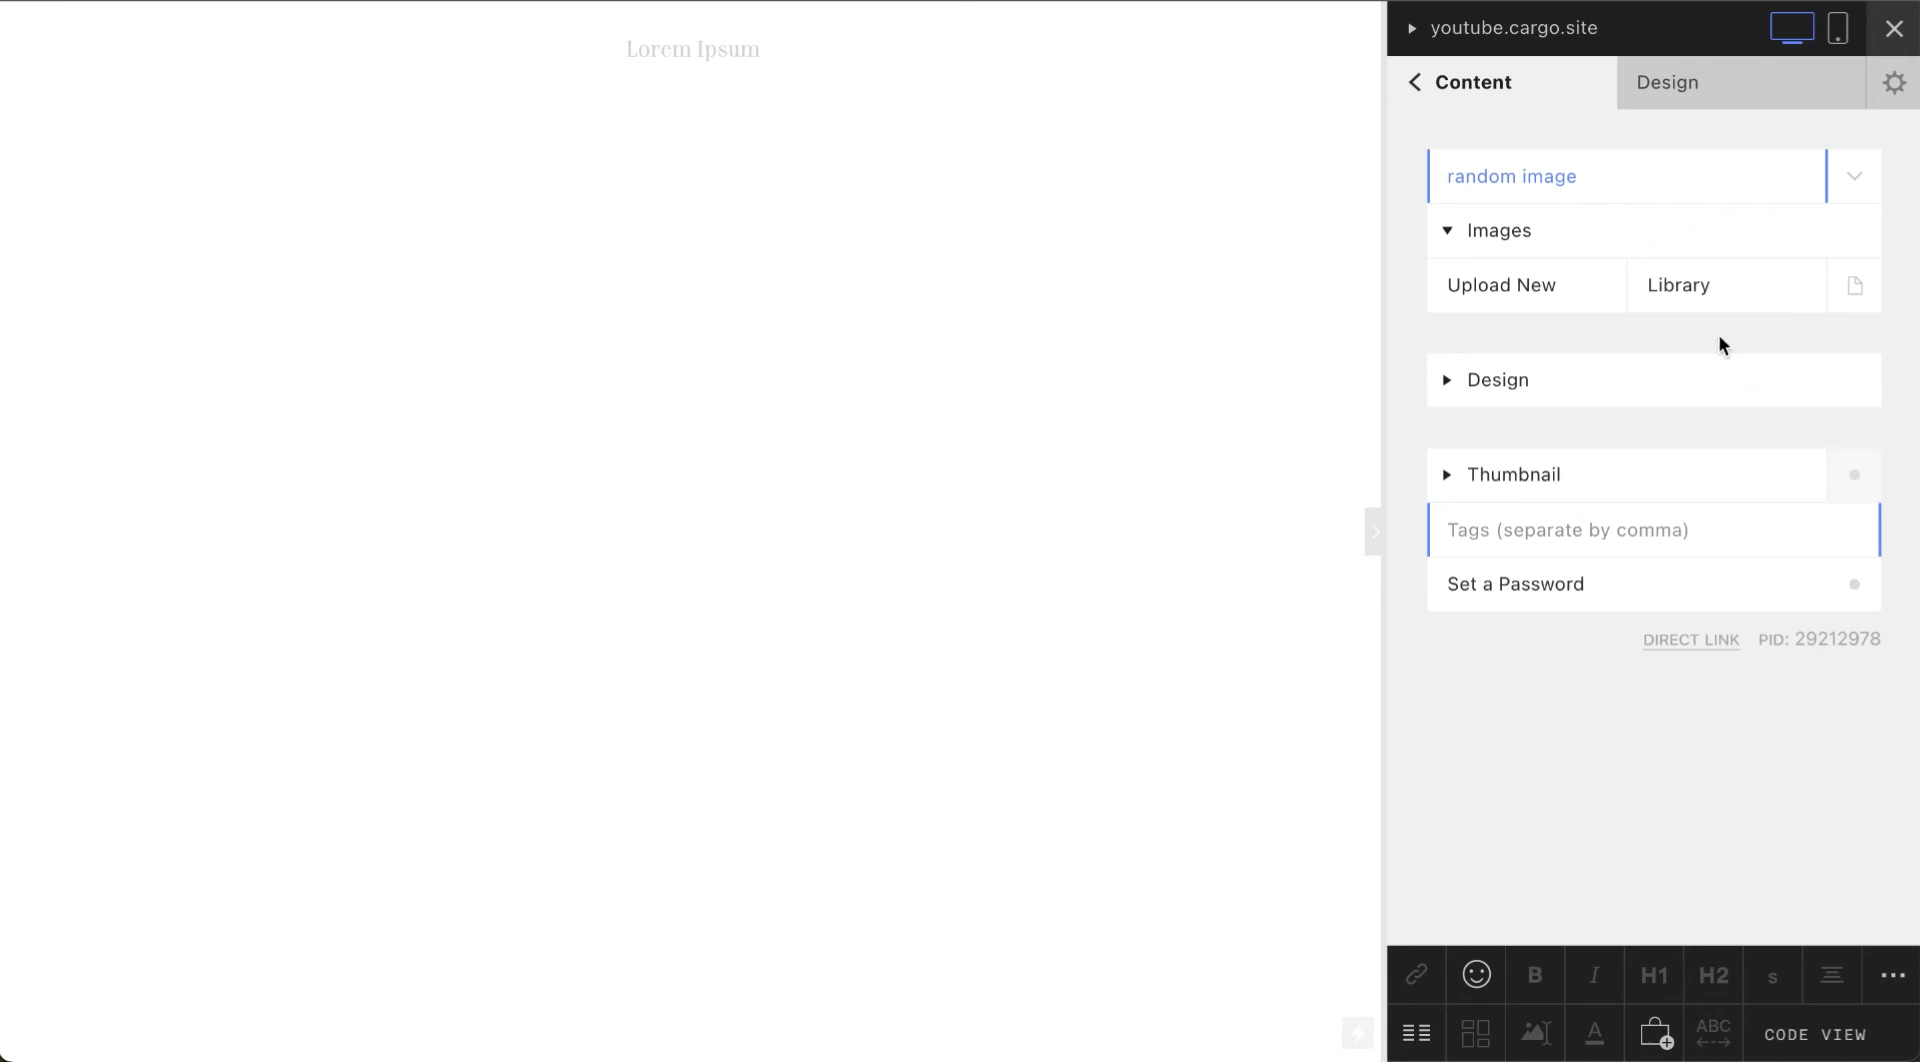 Lorem Ipsum
youtube.cargo.site
Content
Design
random image
Images
Upload New
Library
Design
Thumbnail
Tags (separate by comma)
Set a Password
DIRECT LINK PID: 29212978
B I H1 H2 s
A ABC CODE VIEW